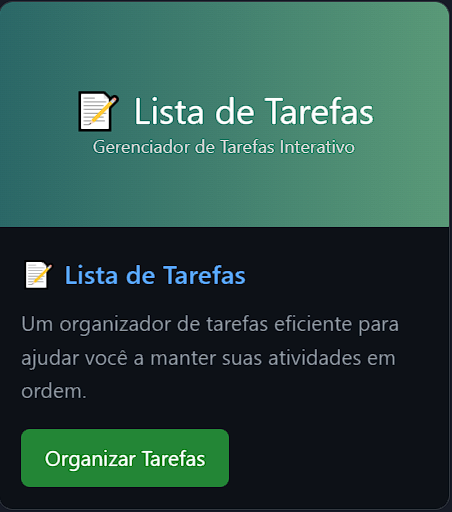 📝 Lista de Tarefas
Gerenciador de Tarefas Interativo
📝 Lista de Tarefas
Um organizador de tarefas eficiente para
ajudar você a manter suas atividades em
ordem.
Organizar Tarefas